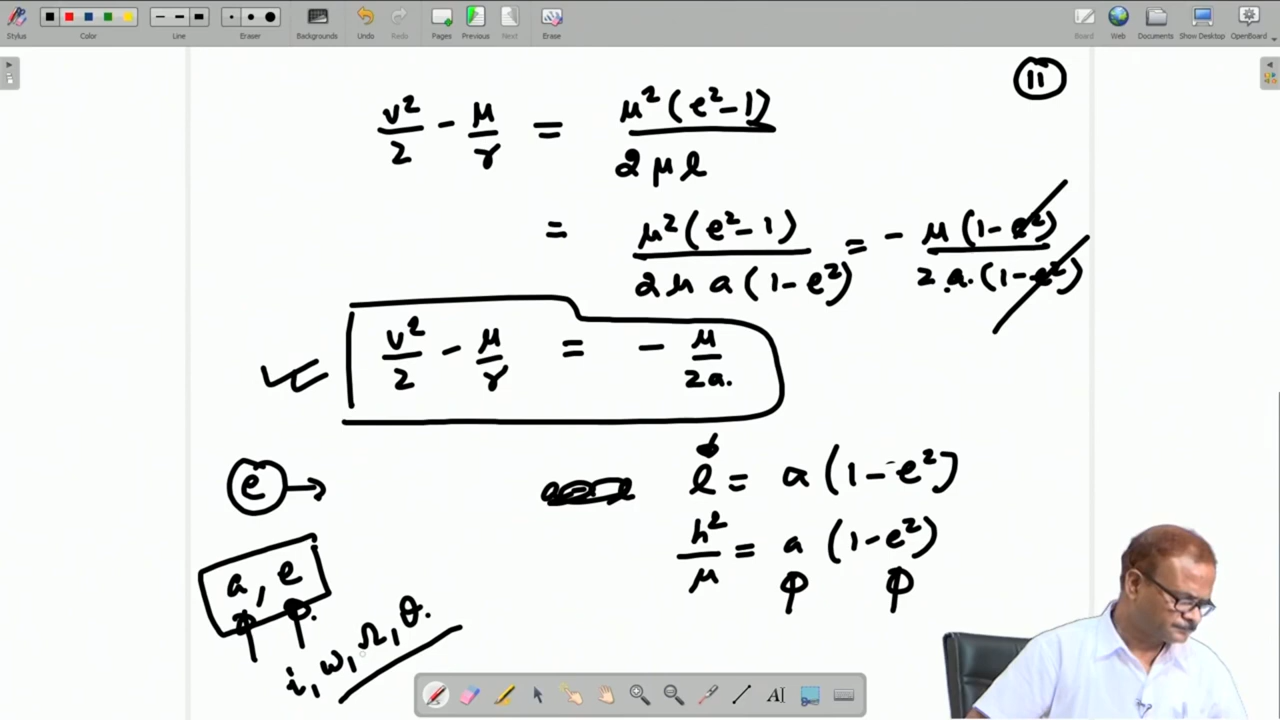 Stylus Color Line Eraser Backgrounds Undo Redo Pages Previous Next Erase Board Web Documents Show Desktop OpenBoard
11
v²/2 - μ/r = μ²(e²-1)/2μl
= μ²(e²-1)/2μa(1-e²) = - μ(1-e²)/2.a.(1-e²)
v²/2 - μ/r = - μ/2a.
e → l = a(1-e²)
h²/μ = a(1-e²)
a, e
i, ω, Ω, θ.
AI